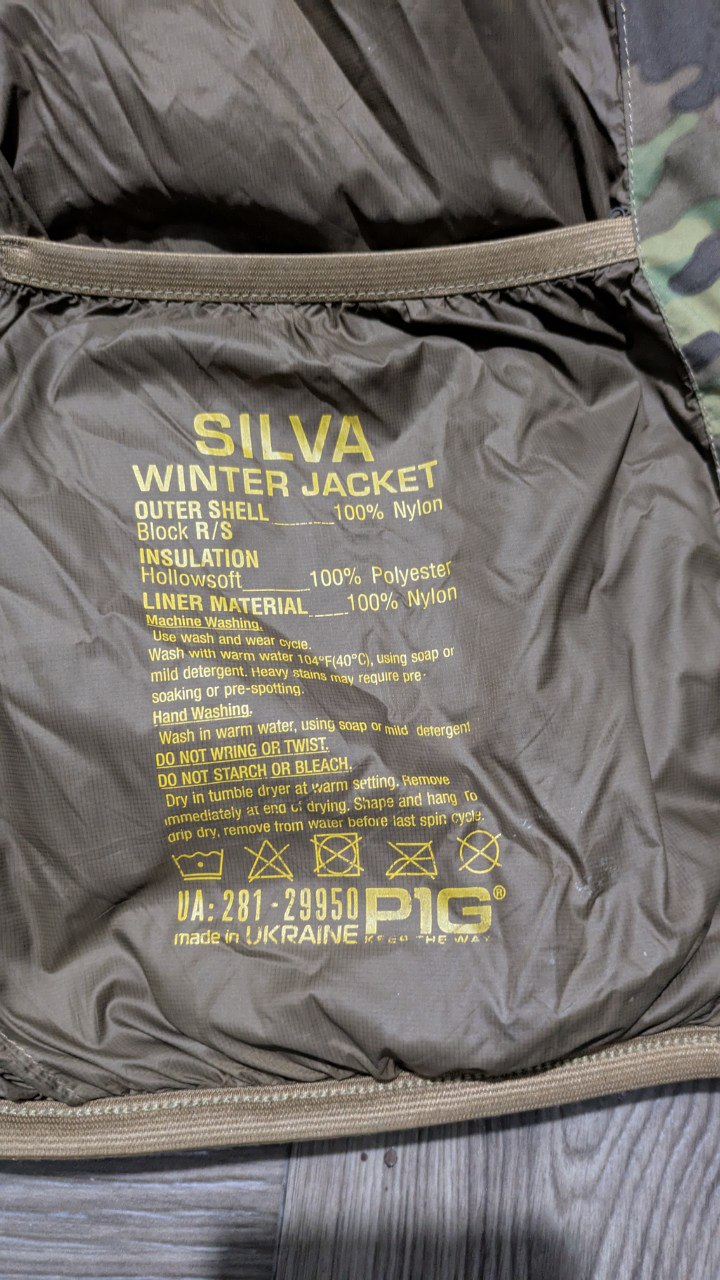 SILVA
WINTER JACKET
OUTER SHELL______100% Nylon
Block R/S
INSULATION
Hollowsoft______100% Polyester
LINER MATERIAL____100% Nylon
Machine Washing.
Use wash and wear cycle.
Wash with warm water 104°F(40°C), using soap or
mild detergent. Heavy stains may require pre-
soaking or pre-spotting.
Hand Washing.
Wash in warm water, using soap or mild detergent
DO NOT WRING OR TWIST.
DO NOT STARCH OR BLEACH.
Dry in tumble dryer at warm setting. Remove
immediately at end of drying. Shape and hang To
drip dry, remove from water before last spin cycle.
UA: 281-29950 P1G®
made in UKRAINE KEEP THE WAY